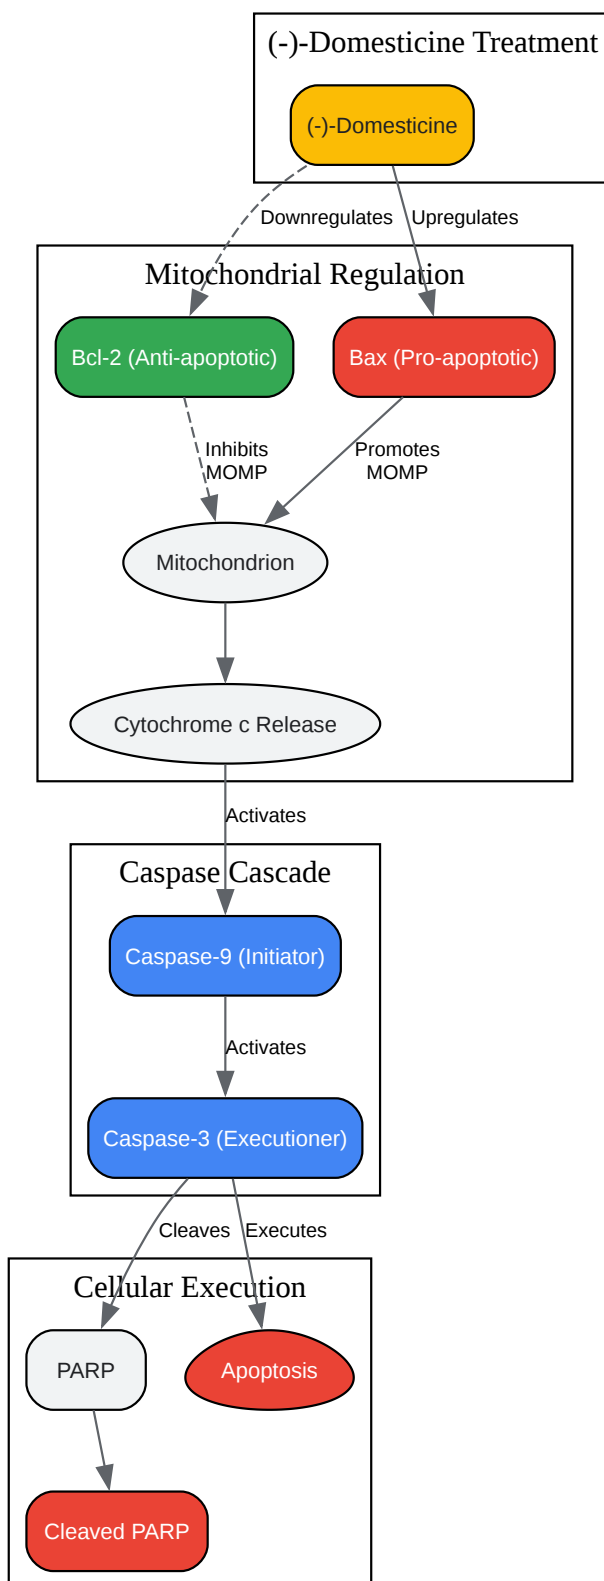 (-)-Domesticine Treatment
(-)-Domesticine
Downregulates
Upregulates
Mitochondrial Regulation
Bcl-2 (Anti-apoptotic)
Bax (Pro-apoptotic)
Inhibits
MOMP
Promotes
MOMP
Mitochondrion
Cytochrome c Release
Activates
Caspase Cascade
Caspase-9 (Initiator)
Activates
Caspase-3 (Executioner)
Cleaves
Executes
Cellular Execution
PARP
Apoptosis
Cleaved PARP